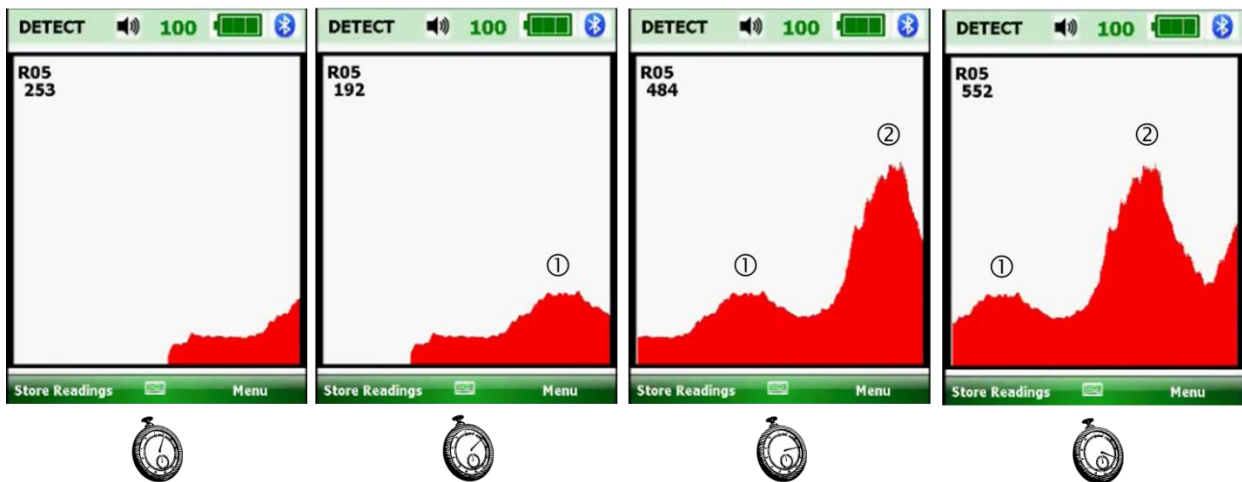 DETECT 100
R05
253
Store Readings Menu
DETECT 100
R05
192
①
Store Readings Menu
DETECT 100
R05
484
②
①
Store Readings Menu
DETECT 100
R05
552
②
①
Store Readings Menu